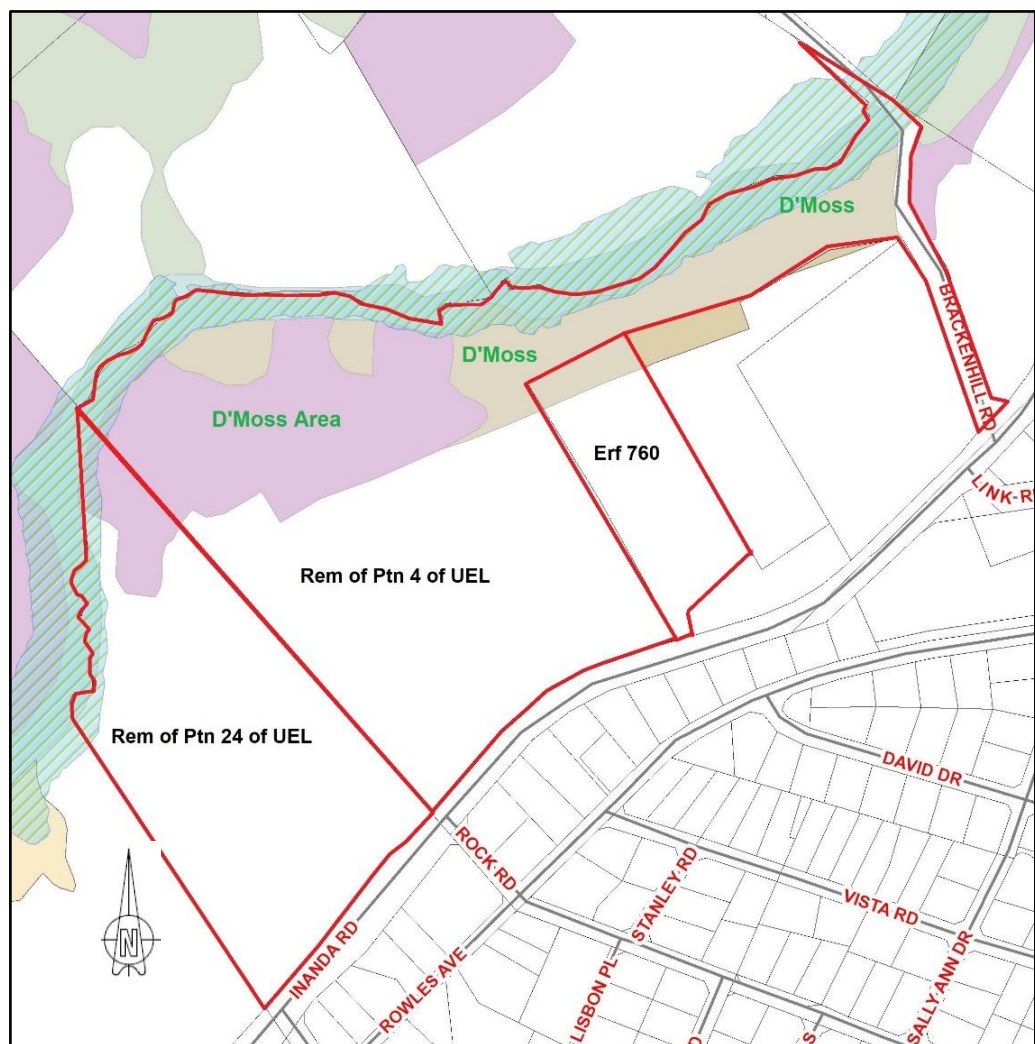 D'Moss
BRACKENHILL RD
D'Moss
D'Moss Area
Erf 760
LINK R
Rem of Ptn 4 of UEL
Rem of Ptn 24 of UEL
DAVID DR
ROCK RD
STANLEY RD
VISTA RD
N
INANDA RD
ROWLES AVE
LISBON PL
SALLY ANN DR